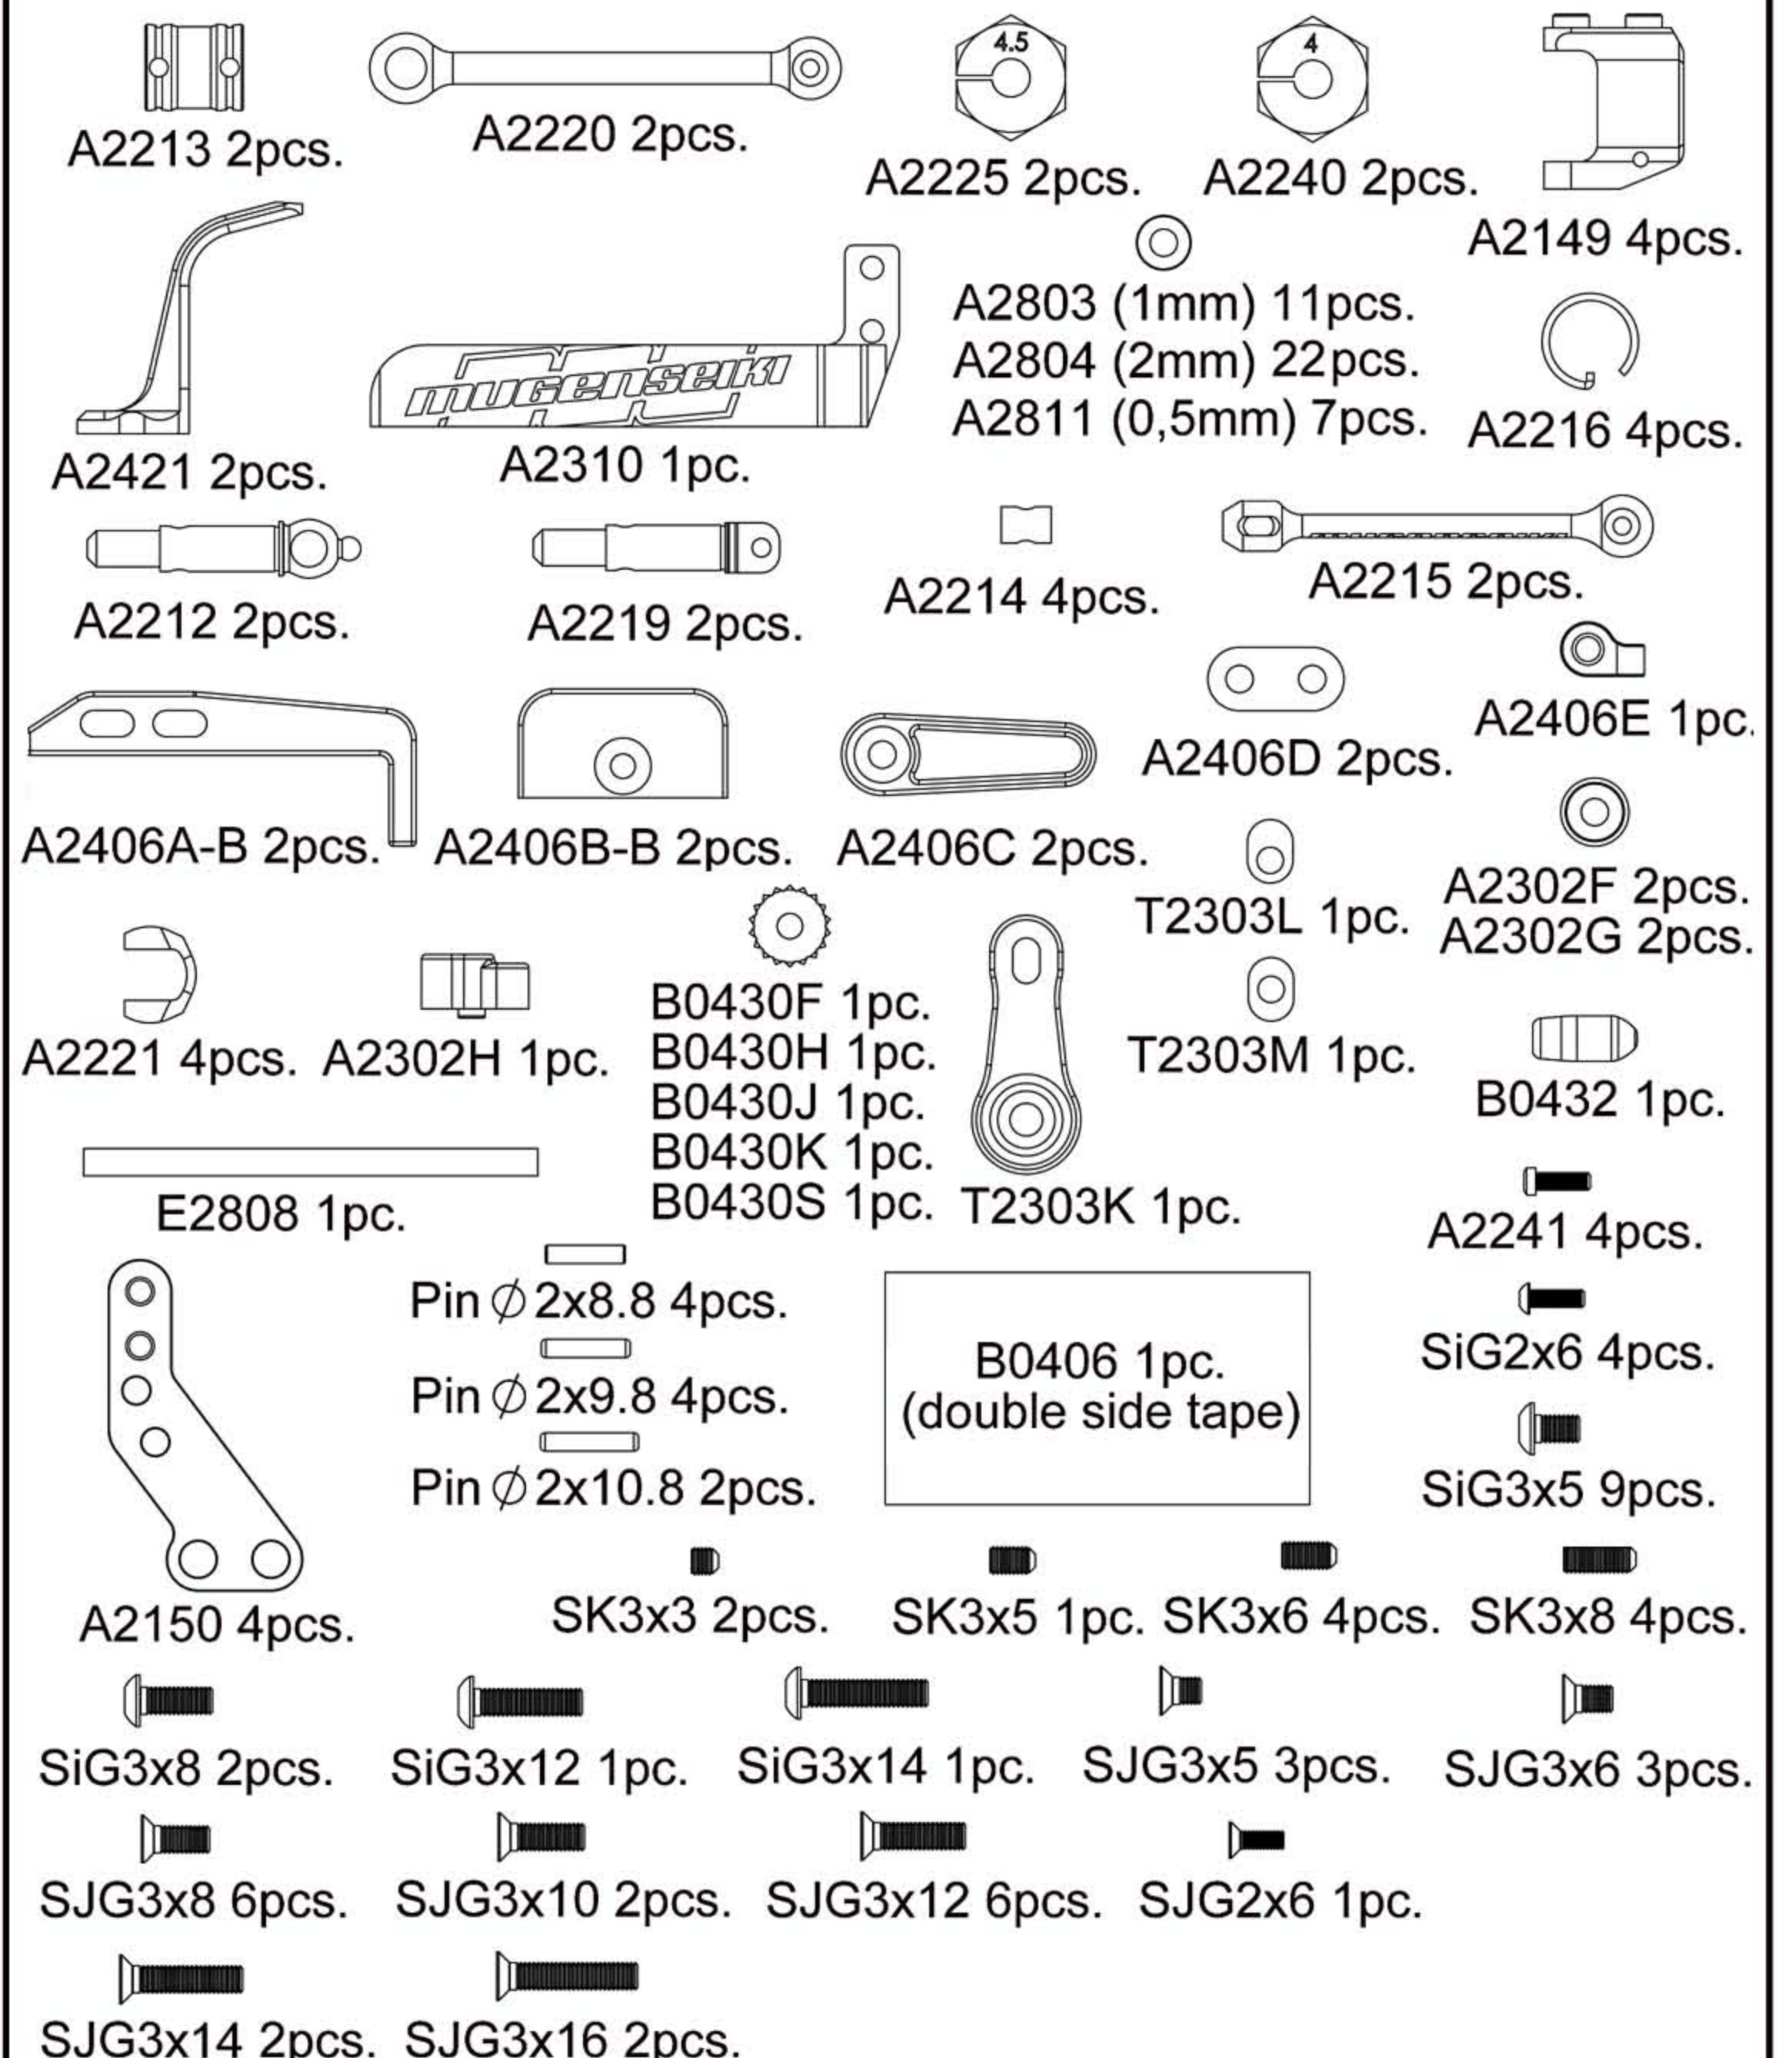 A2213 2pcs.
A2220 2pcs.
4.5
A2225 2pcs.
4
A2240 2pcs.
A2149 4pcs.
A2421 2pcs.
mugenseiki
A2310 1pc.
A2803 (1mm) 11pcs.
A2804 (2mm) 22pcs.
A2811 (0,5mm) 7pcs.
A2216 4pcs.
A2212 2pcs.
A2219 2pcs.
A2214 4pcs.
A2215 2pcs.
A2406A-B 2pcs.
A2406B-B 2pcs.
A2406C 2pcs.
A2406D 2pcs.
A2406E 1pc.
T2303L 1pc.
A2302F 2pcs.
A2302G 2pcs.
A2221 4pcs.
A2302H 1pc.
B0430F 1pc.
B0430H 1pc.
B0430J 1pc.
B0430K 1pc.
B0430S 1pc.
T2303K 1pc.
T2303M 1pc.
B0432 1pc.
E2808 1pc.
A2241 4pcs.
Pin ∅ 2x8.8 4pcs.
Pin ∅ 2x9.8 4pcs.
Pin ∅ 2x10.8 2pcs.
B0406 1pc.
(double side tape)
SiG2x6 4pcs.
SiG3x5 9pcs.
A2150 4pcs.
SK3x3 2pcs.
SK3x5 1pc.
SK3x6 4pcs.
SK3x8 4pcs.
SiG3x8 2pcs.
SiG3x12 1pc.
SiG3x14 1pc.
SJG3x5 3pcs.
SJG3x6 3pcs.
SJG3x8 6pcs.
SJG3x10 2pcs.
SJG3x12 6pcs.
SJG2x6 1pc.
SJG3x14 2pcs.
SJG3x16 2pcs.